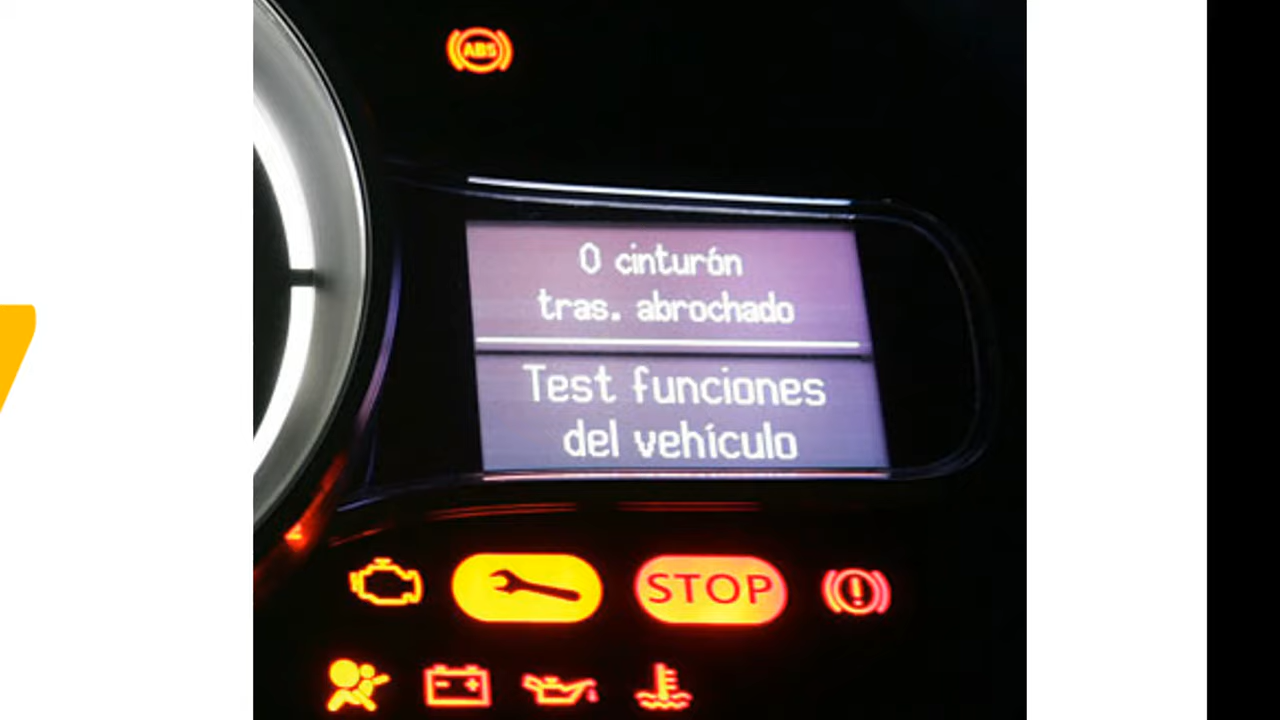 ABS
0 cinturón
tras. abrochado
Test funciones
del vehículo
STOP